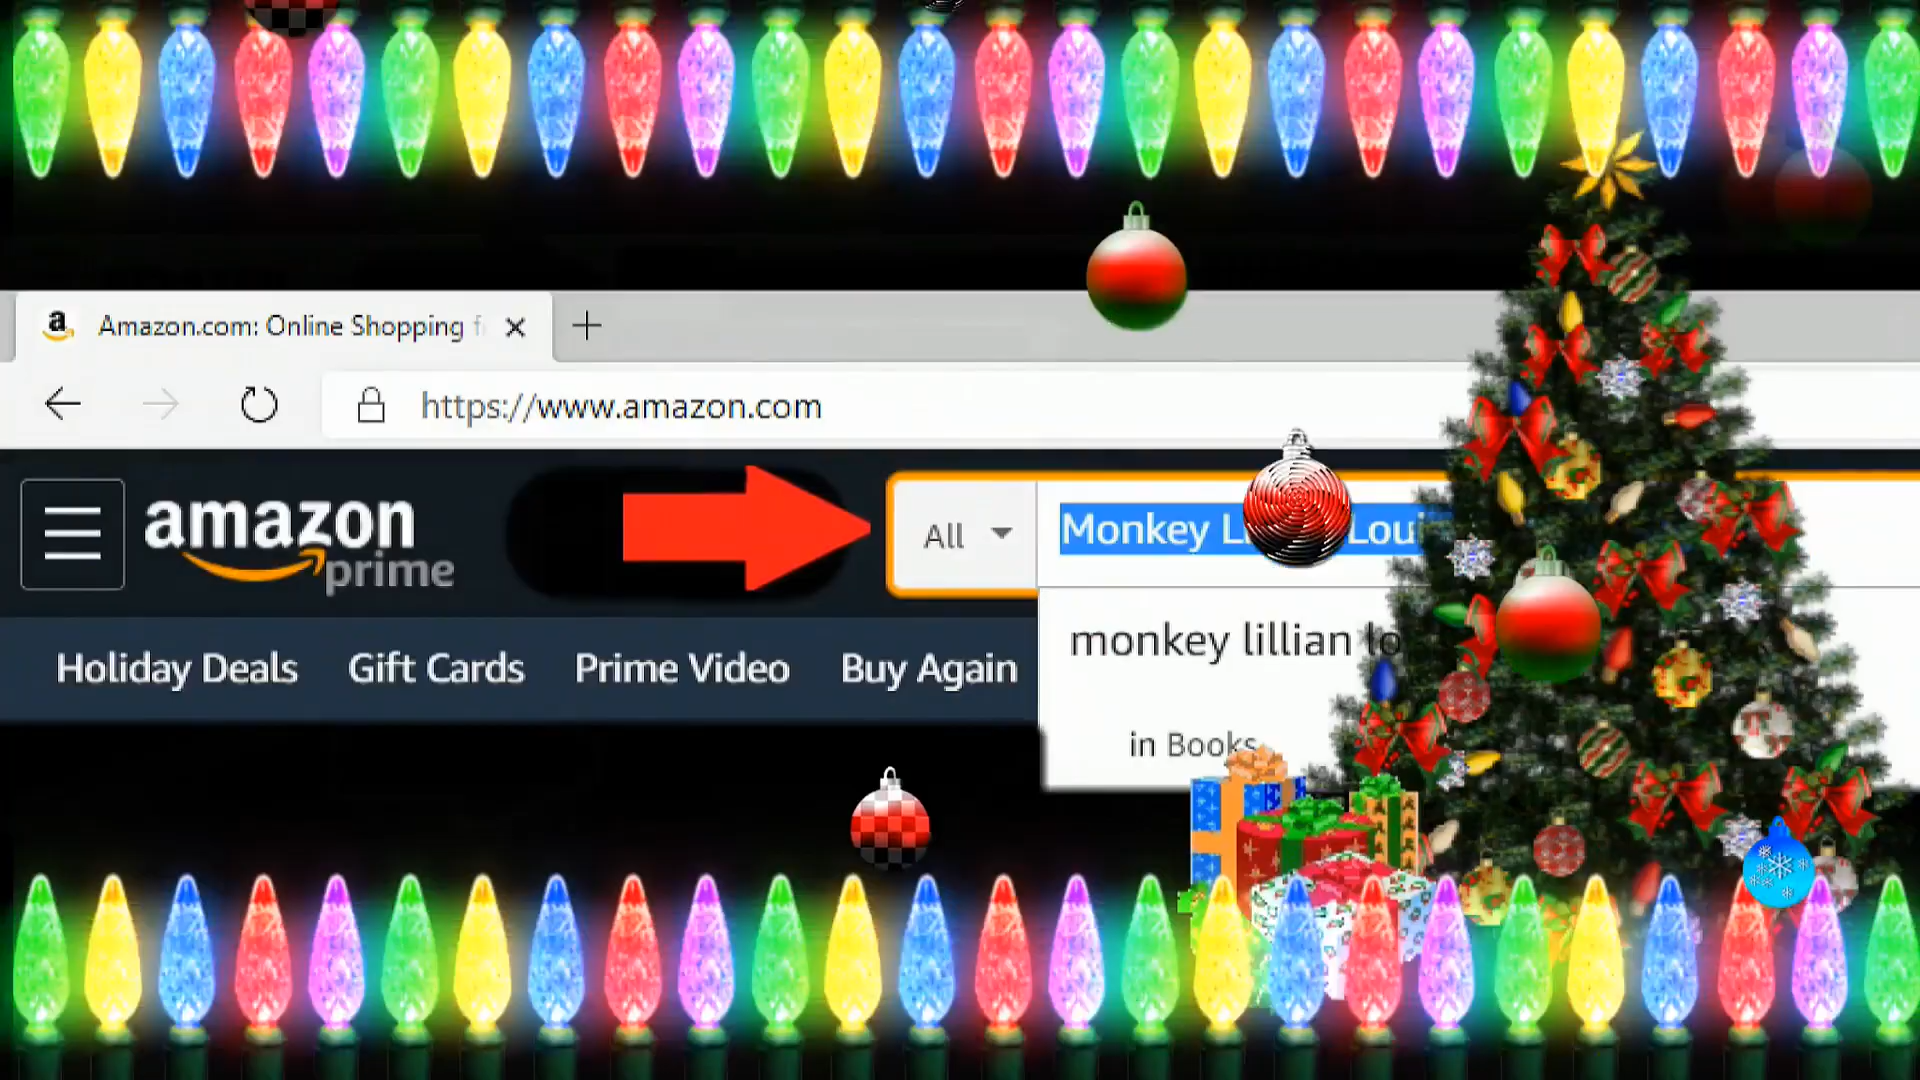 a Amazon.com: Online Shopping f
https://www.amazon.com
amazon
prime
All
Monkey
monkey lillian
Holiday Deals Gift Cards Prime Video Buy Again
in Books